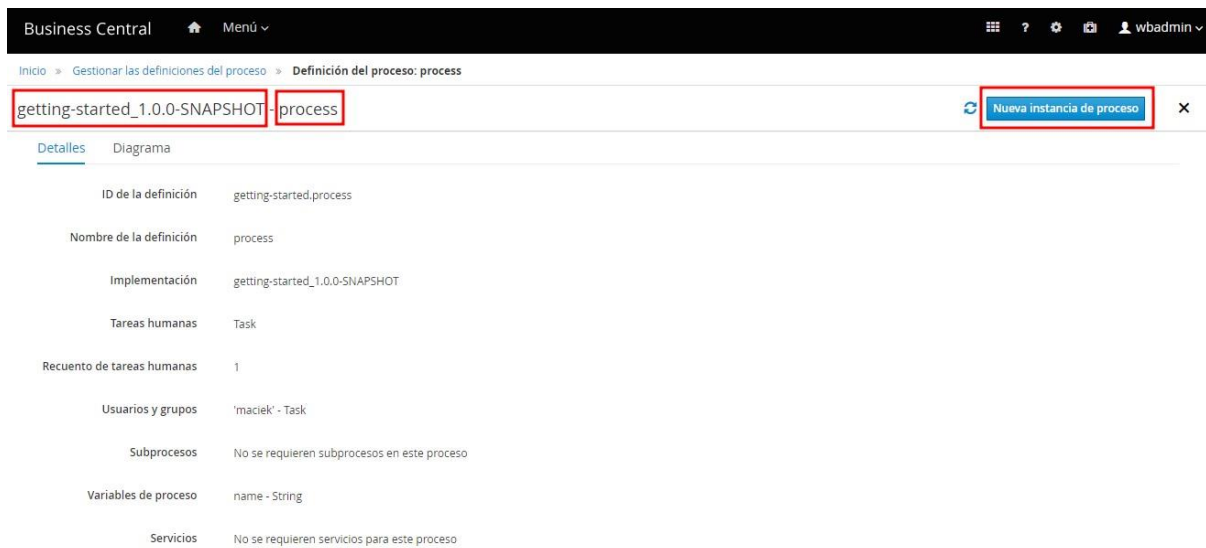 Business Central Menú ? wbadmin
Inicio » Gestionar las definiciones del proceso » Definición del proceso: process
getting-started_1.0.0-SNAPSHOT - process Nueva instancia de proceso ×
Detalles Diagrama
ID de la definición getting-started.process
Nombre de la definición process
Implementación getting-started_1.0.0-SNAPSHOT
Tareas humanas Task
Recuento de tareas humanas 1
Usuarios y grupos 'maciek' - Task
Subprocesos No se requieren subprocesos en este proceso
Variables de proceso name - String
Servicios No se requieren servicios para este proceso